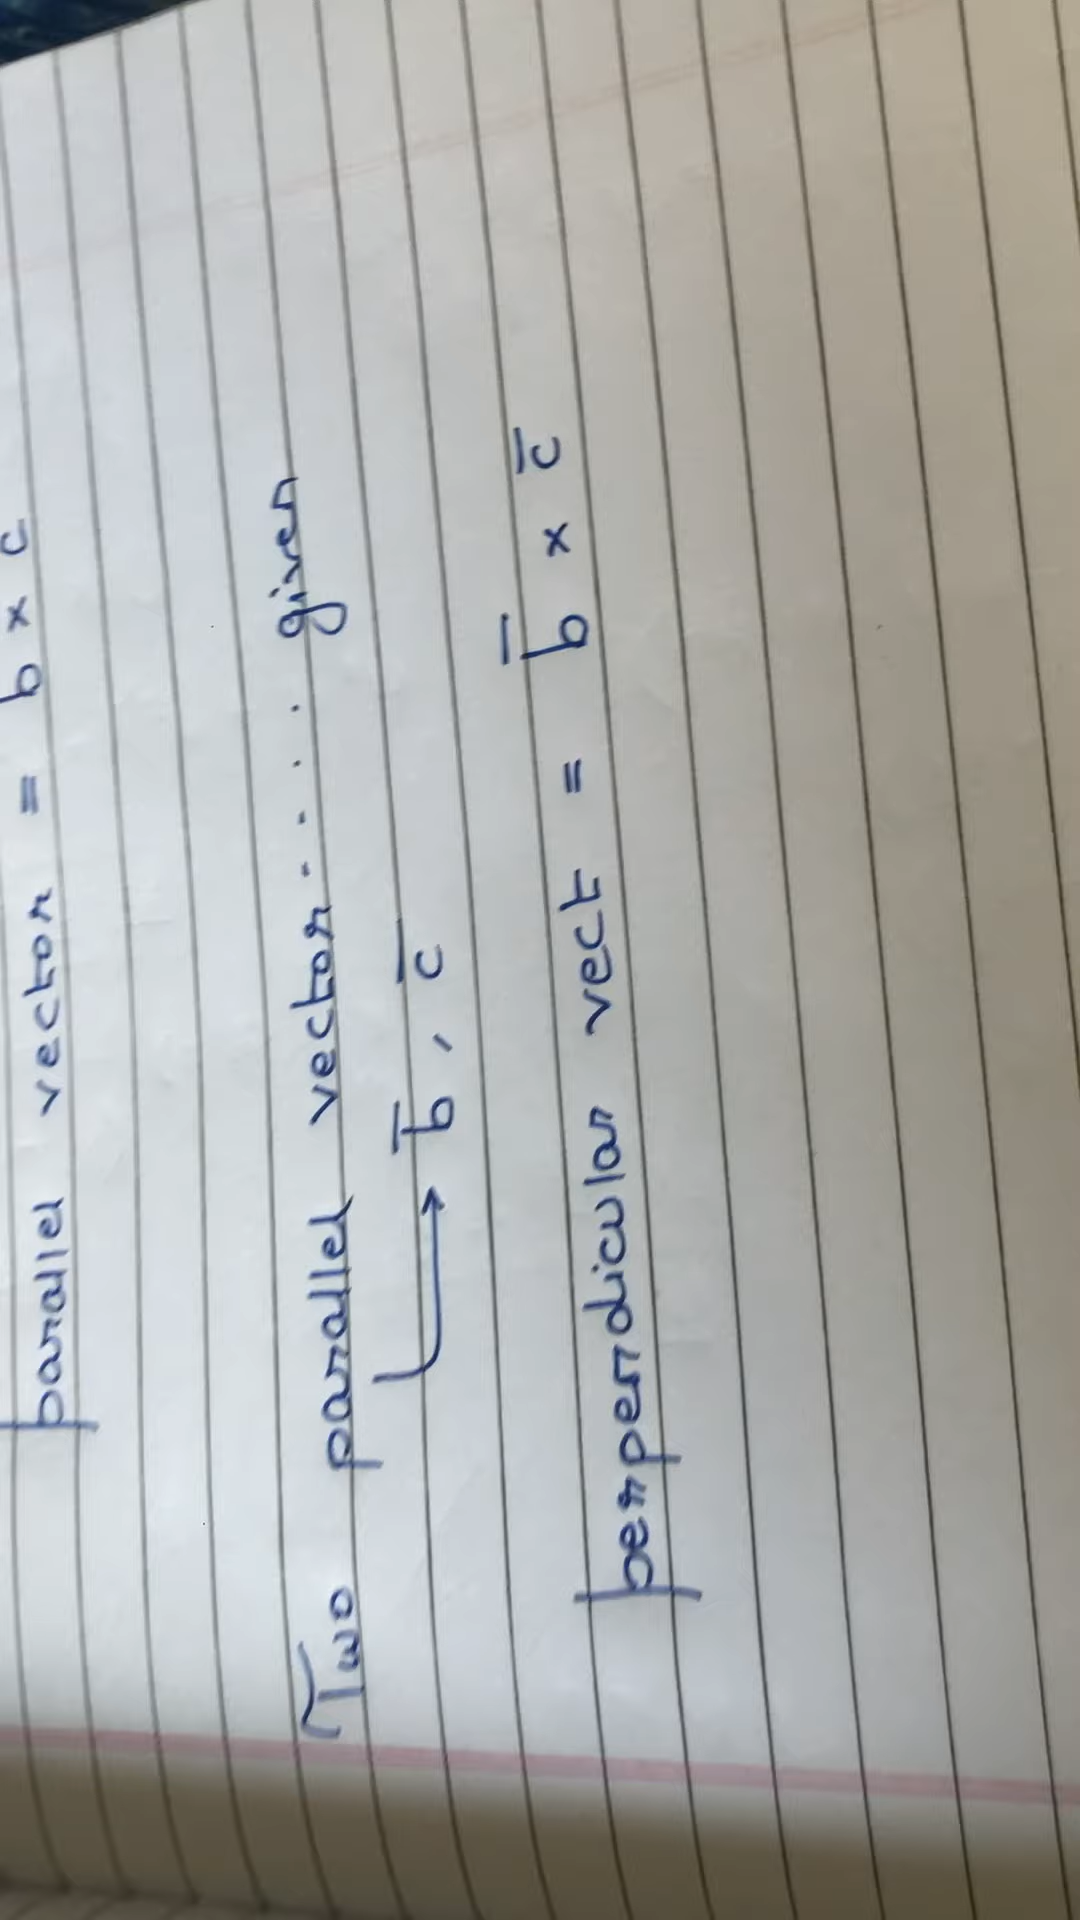 parallel vector = b × c
Two parallel vector - - . . . given
b̅ , c̅
perpendicular vect = b̅ × c̅